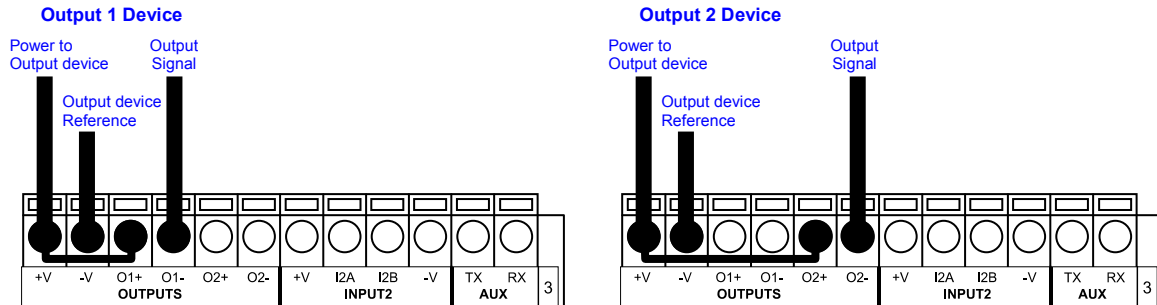 Output 1 Device
Power to
Output device
Output
Signal
Output device
Reference
+V -V O1+ O1- O2+ O2- +V I2A I2B -V TX RX
OUTPUTS INPUT2 AUX 3
Output 2 Device
Power to
Output device
Output
Signal
Output device
Reference
+V -V O1+ O1- O2+ O2- +V I2A I2B -V TX RX
OUTPUTS INPUT2 AUX 3